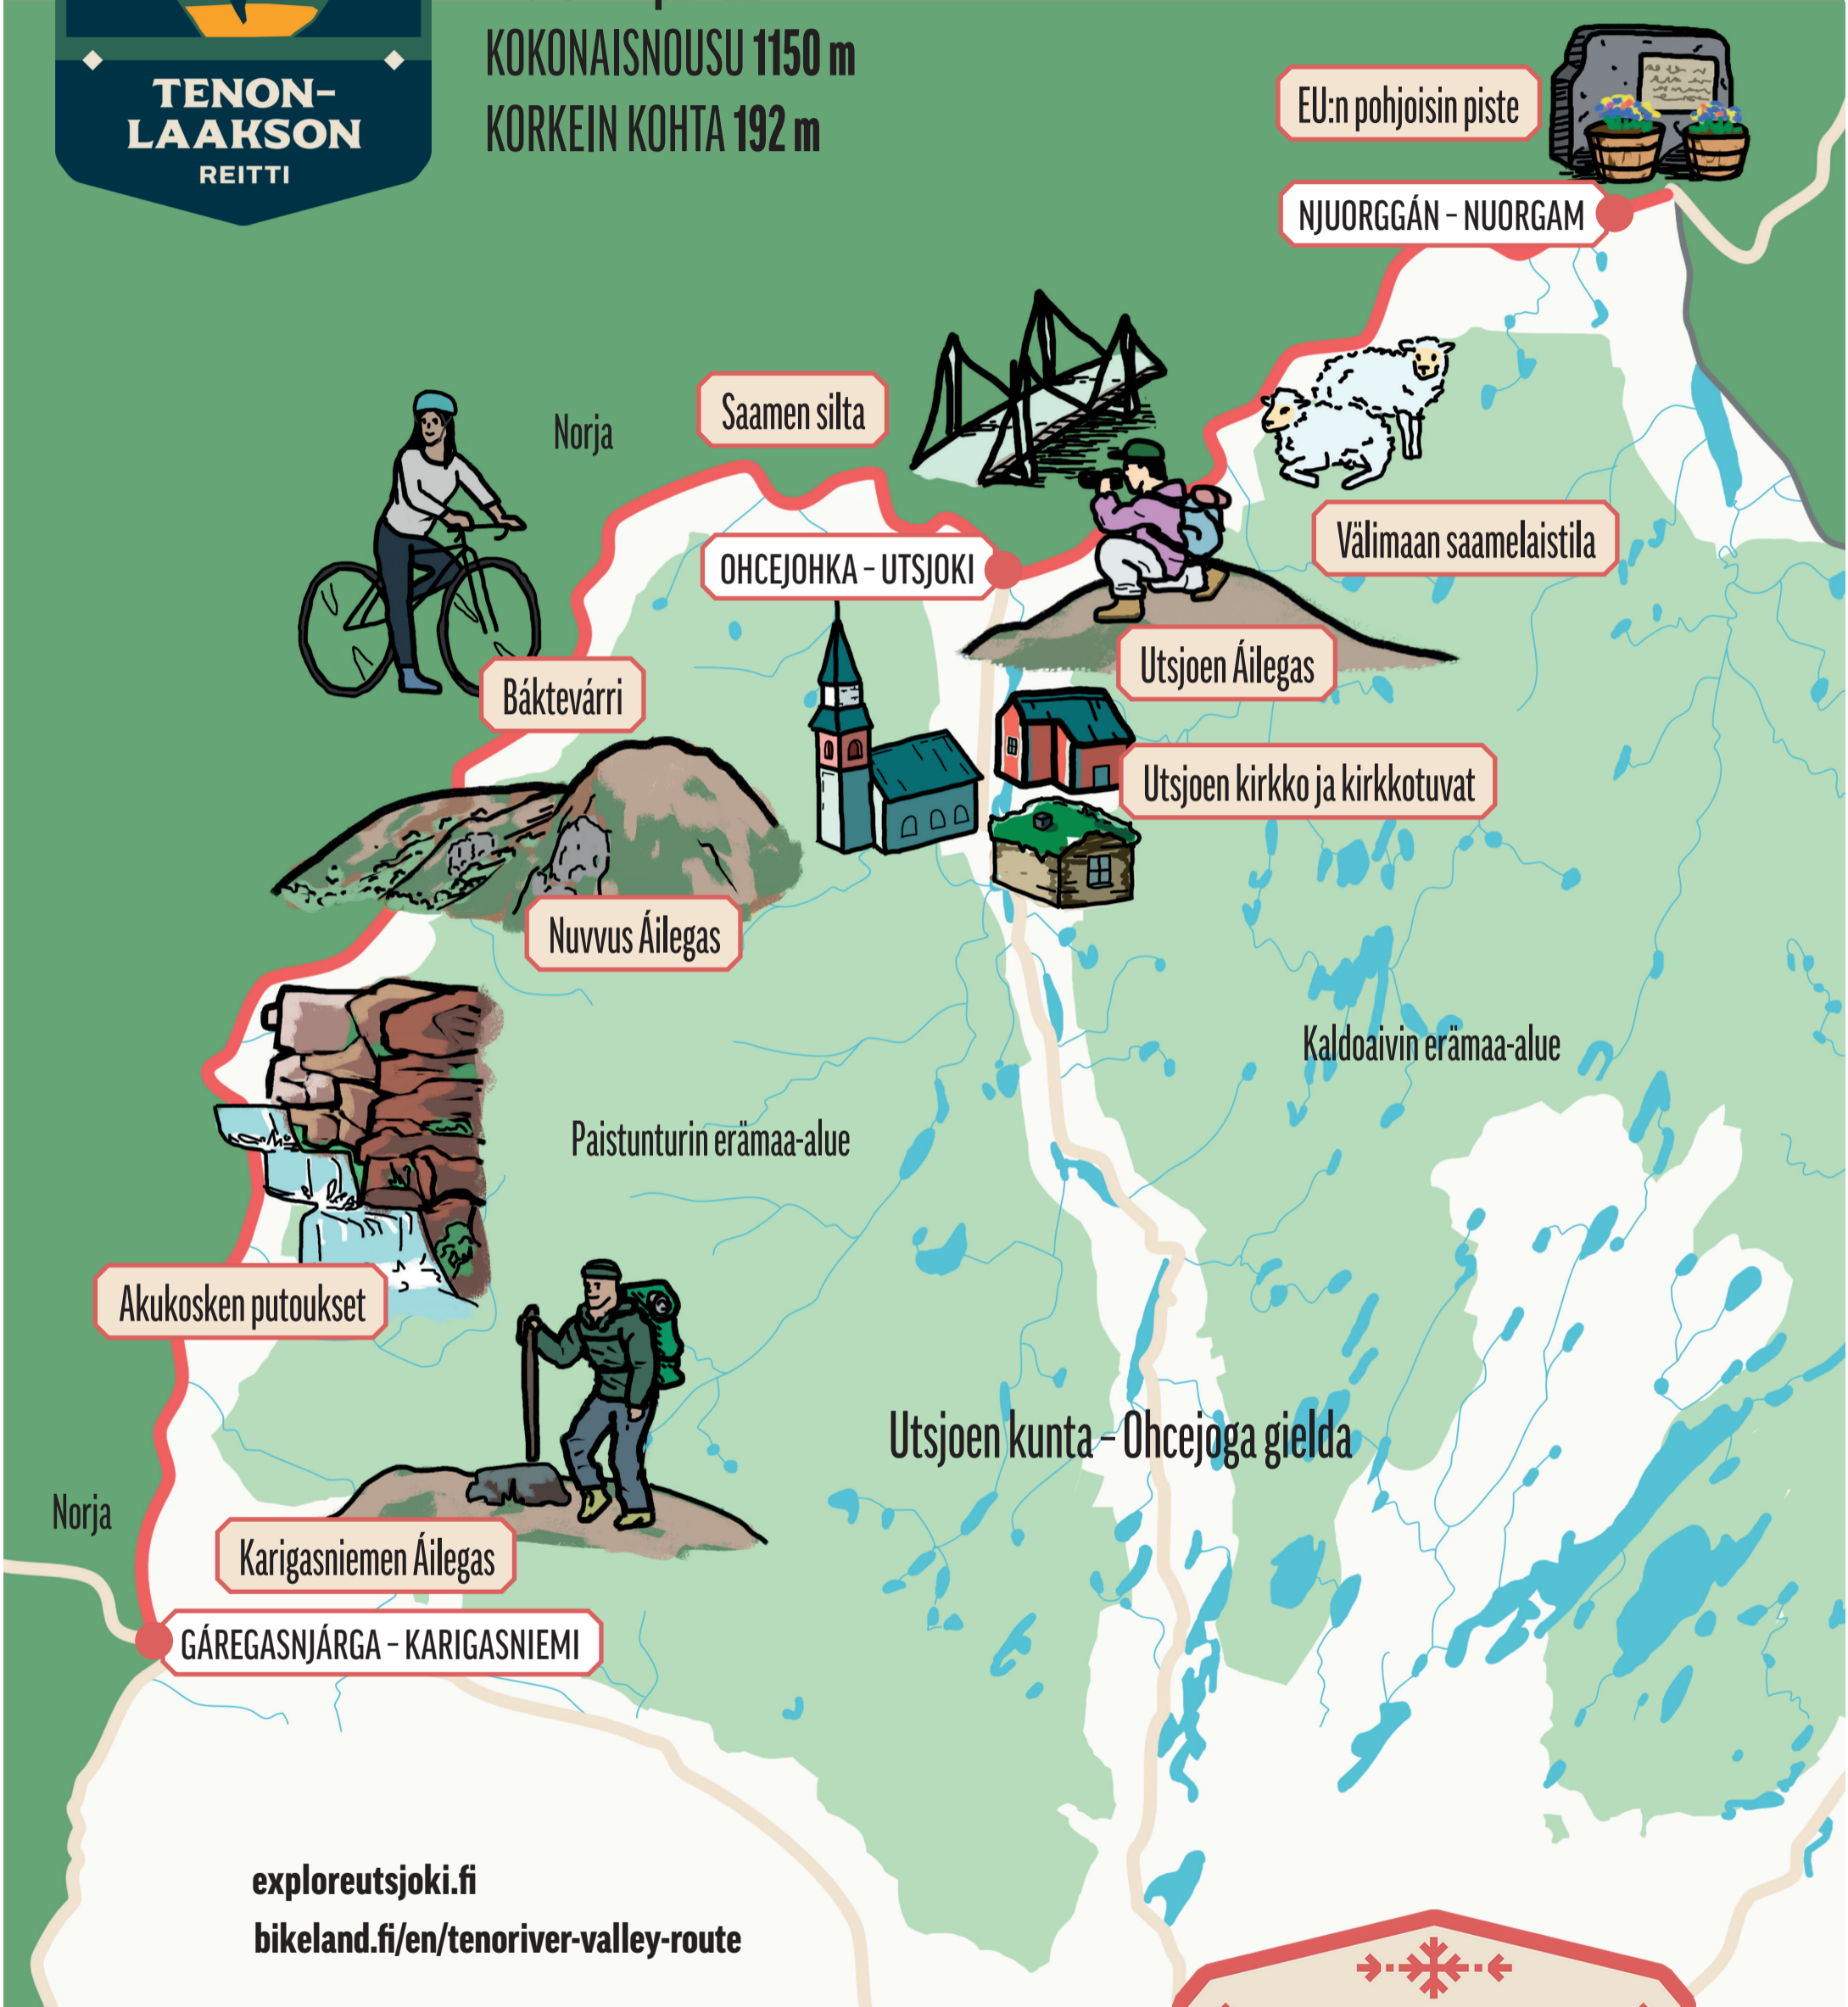 TENON-
LAAKSON
REITTI
KOKONAISNOUSU 1150 m
KORKEIN KOHTA 192 m
EU:n pohjoisin piste
NJUORGGÁN – NUORGAM
Norja
Saamen silta
Välimaan saamelaistila
OHCEJOHKA – UTSJOKI
Utsjoen Áilegas
Báktevárri
Utsjoen kirkko ja kirkkotuvat
Nuvvus Áilegas
Kaldoaivin erämaa-alue
Paistunturin erämaa-alue
Akukosken putoukset
Utsjoen kunta – Ohcejoga gielda
Norja
Karigasniemen Áilegas
GÁREGASNJÁRGA – KARIGASNIEMI
exploreutsjoki.fi
bikeland.fi/en/tenoriver-valley-route